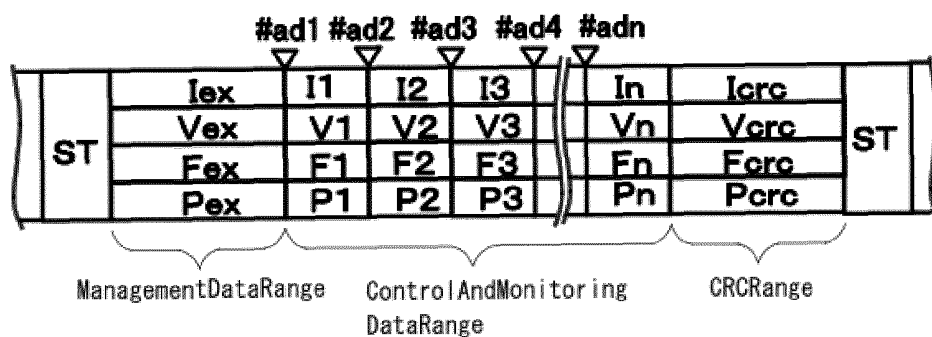 #ad1 #ad2 #ad3 #ad4 #adn
Iex I1 I2 I3 In Icrc
Vex V1 V2 V3 Vn Vcrc
ST ST
Fex F1 F2 F3 Fn Fcrc
Pex P1 P2 P3 Pn Pcrc
ManagementDataRange ControlAndMonitoring CRCRange
DataRange